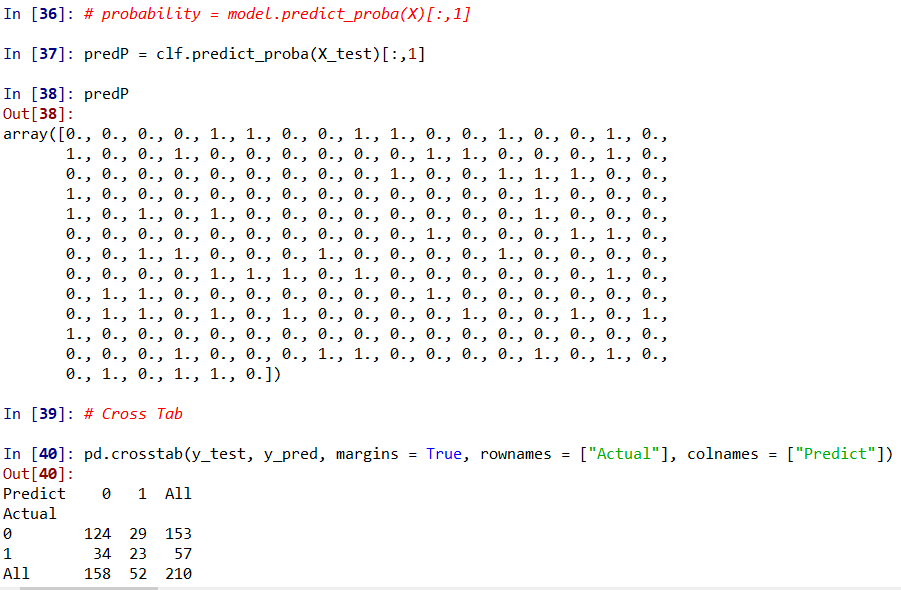 In [36]: # probability = model.predict_proba(X)[:,1]
In [37]: predP = clf.predict_proba(X_test)[:,1]
In [38]: predP
Out[38]:
array([0., 0., 0., 0., 1., 1., 0., 0., 1., 1., 0., 0., 1., 0., 0., 1., 0.,
1., 0., 0., 1., 0., 0., 0., 0., 0., 0., 1., 1., 0., 0., 0., 1., 0.,
0., 0., 0., 0., 0., 0., 0., 0., 0., 1., 0., 0., 1., 1., 1., 0., 0.,
1., 0., 0., 0., 0., 0., 0., 0., 0., 0., 0., 0., 0., 1., 0., 0., 0.,
1., 0., 1., 0., 1., 0., 0., 0., 0., 0., 0., 0., 0., 1., 0., 0., 0.,
0., 0., 0., 0., 0., 0., 0., 0., 0., 0., 1., 0., 0., 0., 1., 1., 0.,
0., 0., 1., 1., 0., 0., 0., 1., 0., 0., 0., 0., 1., 0., 0., 0., 0.,
0., 0., 0., 0., 1., 1., 1., 0., 1., 0., 0., 0., 0., 0., 0., 1., 0.,
0., 1., 1., 0., 0., 0., 0., 0., 0., 0., 1., 0., 0., 0., 0., 0., 0.,
0., 1., 1., 0., 1., 0., 1., 0., 0., 0., 0., 1., 0., 0., 1., 0., 1.,
1., 0., 0., 0., 0., 0., 0., 0., 0., 0., 0., 0., 0., 0., 0., 0., 0.,
0., 0., 0., 1., 0., 0., 0., 1., 1., 0., 0., 0., 0., 1., 0., 1., 0.,
0., 1., 0., 1., 1., 0.])
In [39]: # Cross Tab
In [40]: pd.crosstab(y_test, y_pred, margins = True, rownames = ["Actual"], colnames = ["Predict"])
Out[40]:
Predict 0 1 All
Actual
0 124 29 153
1 34 23 57
All 158 52 210